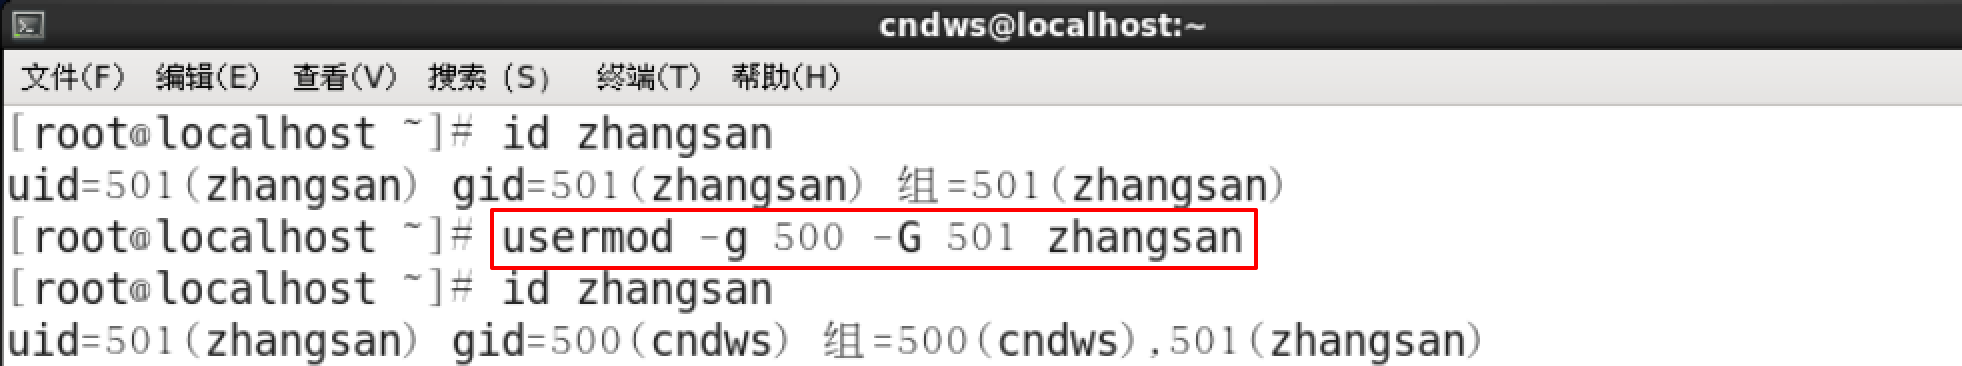 cndws@localhost:~
文件(F) 编辑(E) 查看(V) 搜索 (S) 终端(T) 帮助(H)
[root@localhost ~]# id zhangsan
uid=501(zhangsan) gid=501(zhangsan) 组=501(zhangsan)
[root@localhost ~]# usermod -g 500 -G 501 zhangsan
[root@localhost ~]# id zhangsan
uid=501(zhangsan) gid=500(cndws) 组=500(cndws),501(zhangsan)